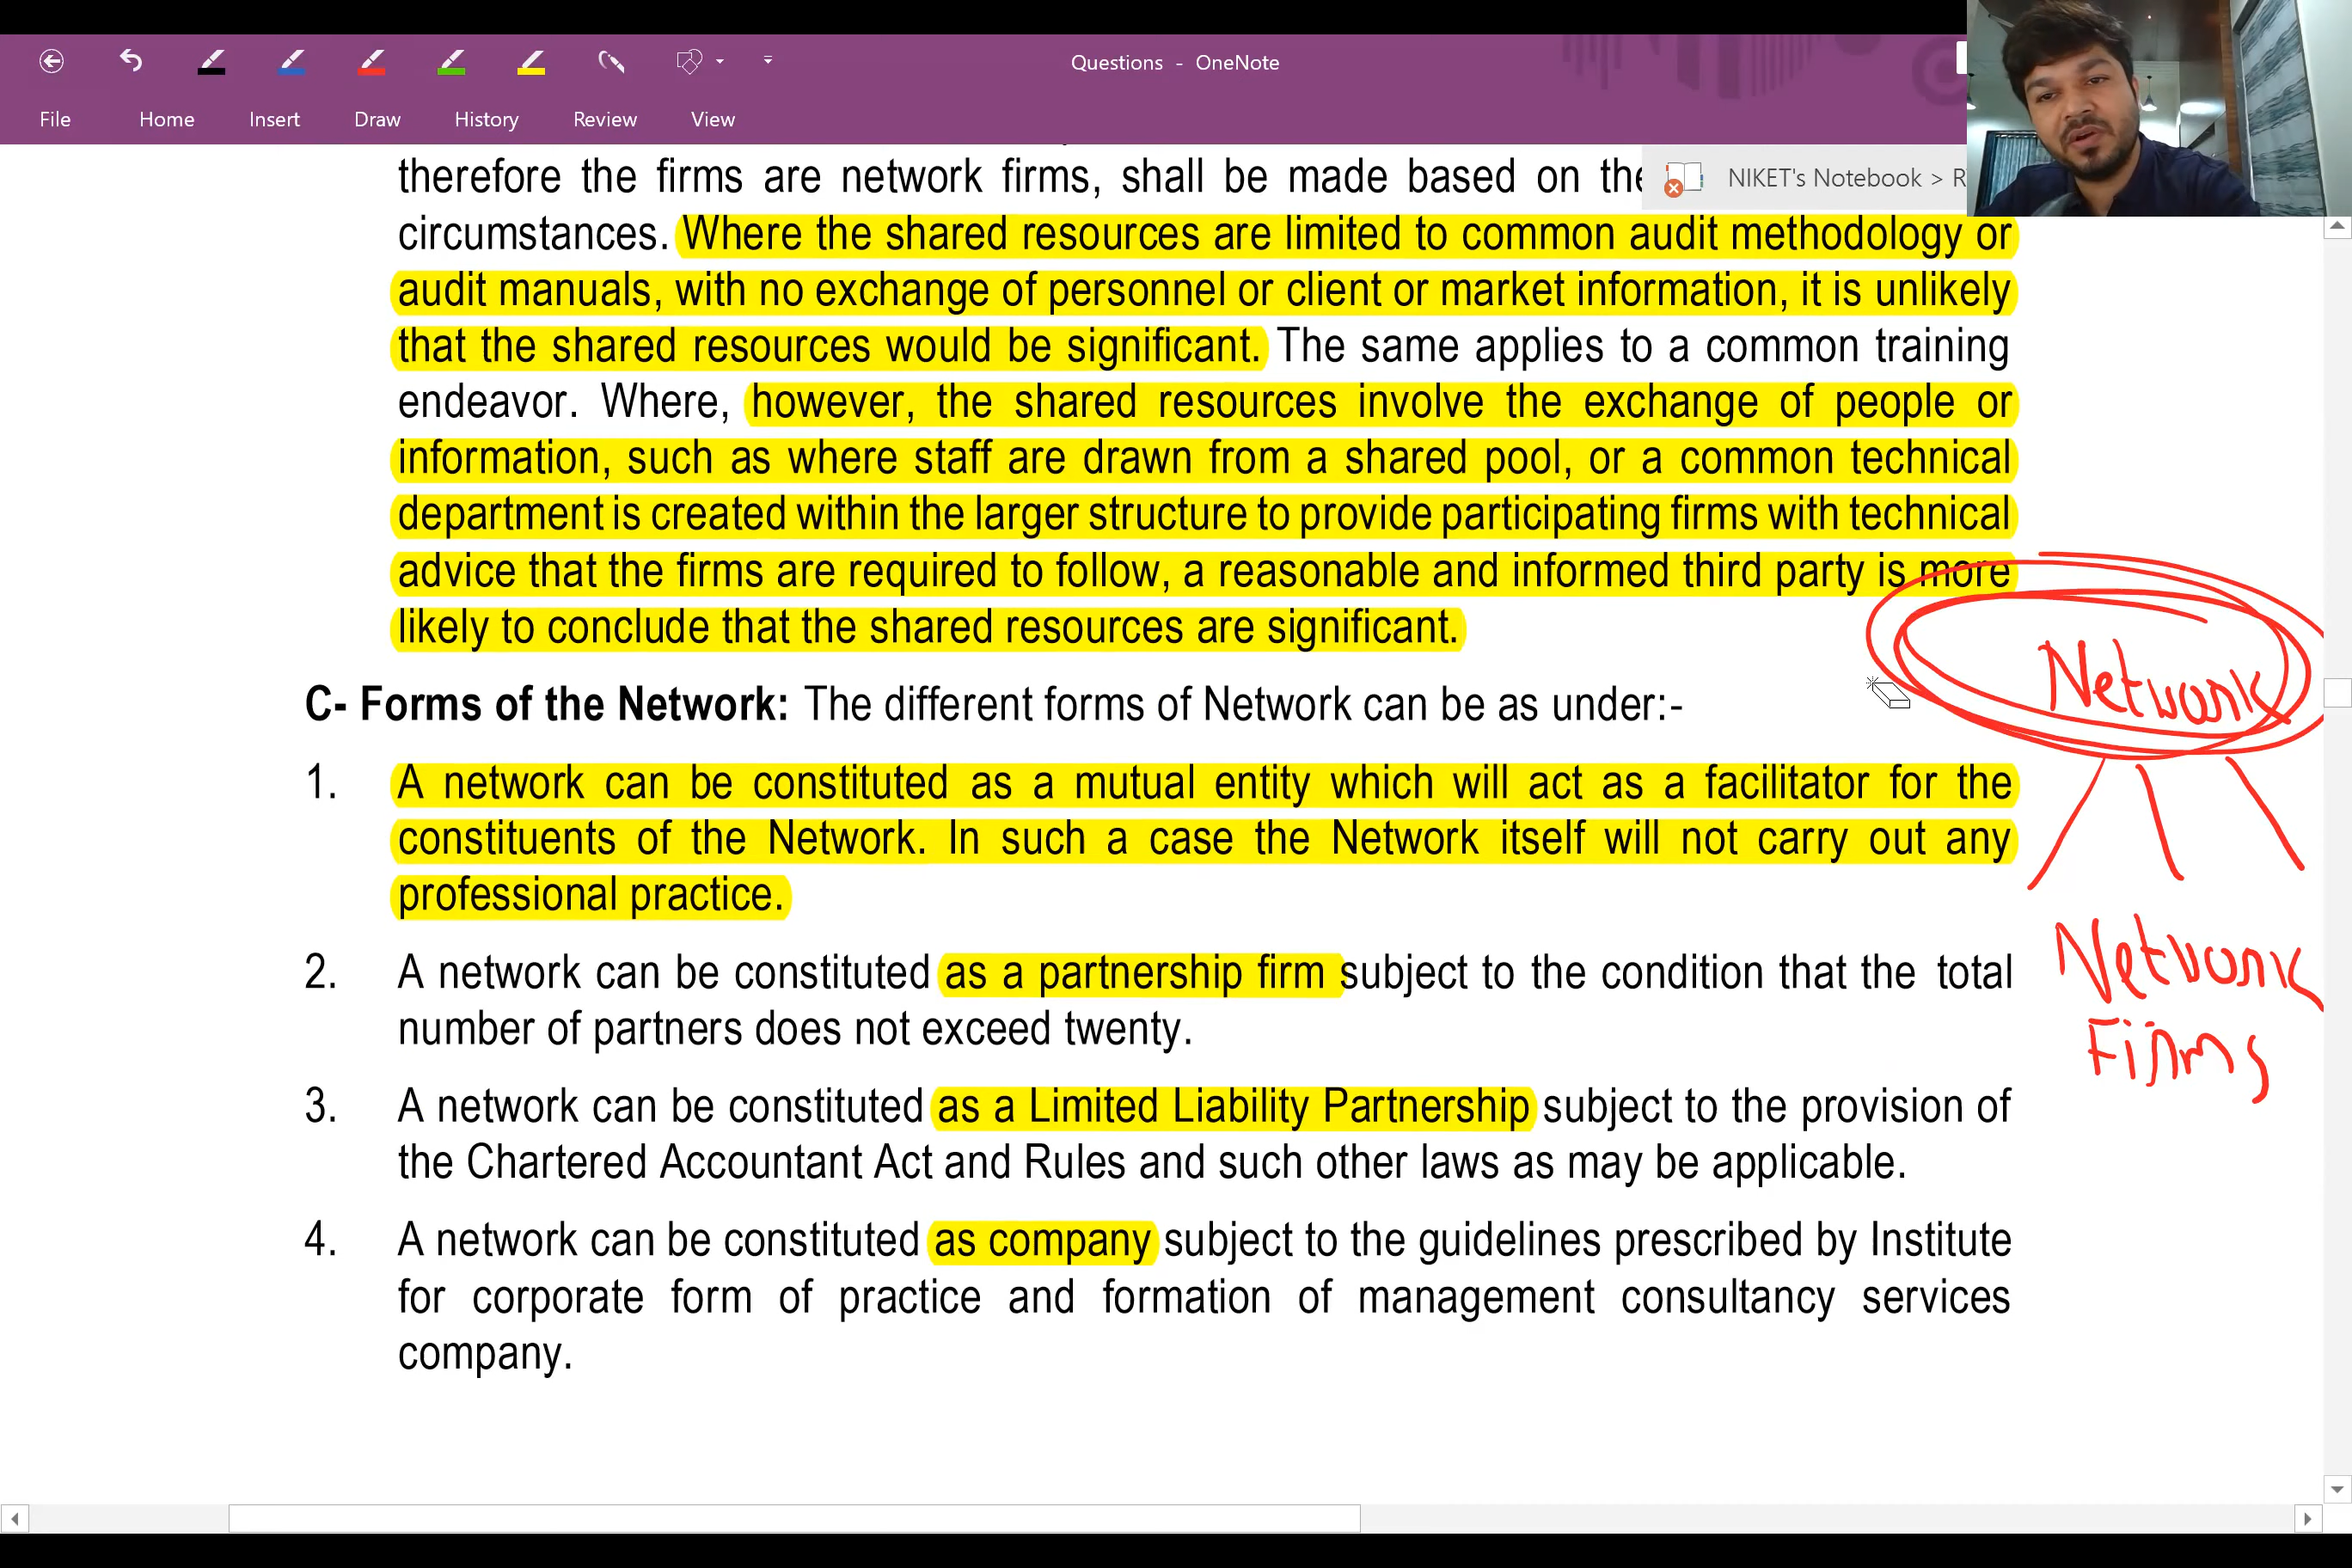 Questions - OneNote
File Home Insert Draw History Review View
NIKET's Notebook > R
therefore the firms are network firms, shall be made based on the
circumstances. Where the shared resources are limited to common audit methodology or
audit manuals, with no exchange of personnel or client or market information, it is unlikely
that the shared resources would be significant. The same applies to a common training
endeavor. Where, however, the shared resources involve the exchange of people or
information, such as where staff are drawn from a shared pool, or a common technical
department is created within the larger structure to provide participating firms with technical
advice that the firms are required to follow, a reasonable and informed third party is more
likely to conclude that the shared resources are significant.
Network
C- Forms of the Network: The different forms of Network can be as under:-
1. A network can be constituted as a mutual entity which will act as a facilitator for the
constituents of the Network. In such a case the Network itself will not carry out any
professional practice.
Network
Firms
2. A network can be constituted as a partnership firm subject to the condition that the total
number of partners does not exceed twenty.
3. A network can be constituted as a Limited Liability Partnership subject to the provision of
the Chartered Accountant Act and Rules and such other laws as may be applicable.
4. A network can be constituted as company subject to the guidelines prescribed by Institute
for corporate form of practice and formation of management consultancy services
company.